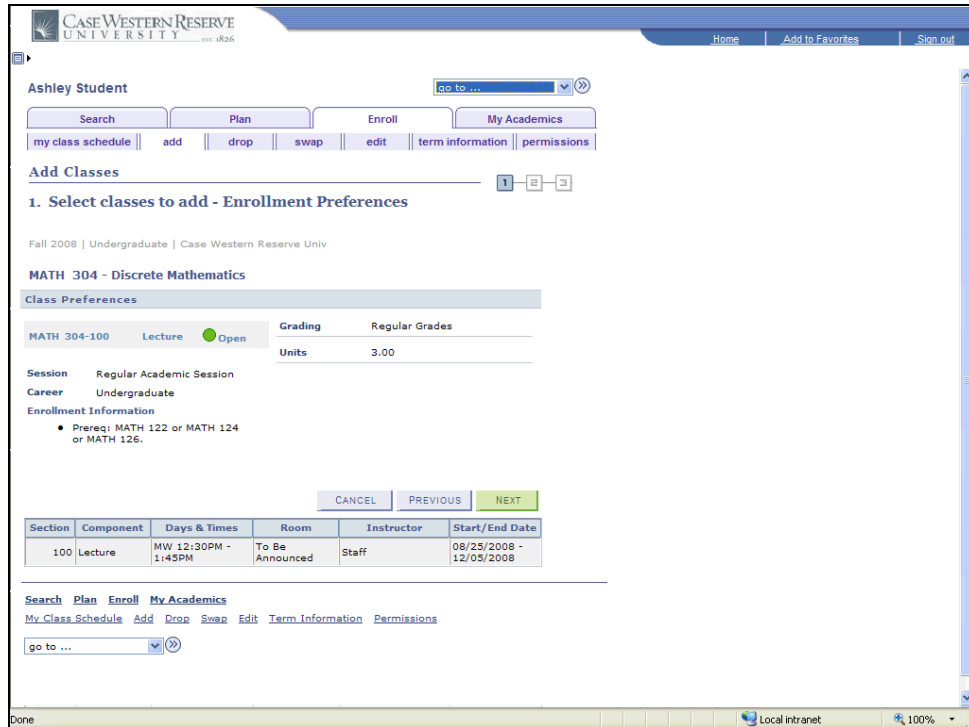 CASE WESTERN RESERVE
UNIVERSITY EST. 1826
Home Add to Favorites Sign out
Ashley Student
go to ...
Search Plan Enroll My Academics
my class schedule add drop swap edit term information permissions
Add Classes
1 2 3
1. Select classes to add - Enrollment Preferences
Fall 2008 | Undergraduate | Case Western Reserve Univ
MATH 304 - Discrete Mathematics
Class Preferences
MATH 304-100 Lecture Open
Grading Regular Grades
Units 3.00
Session Regular Academic Session
Career Undergraduate
Enrollment Information
• Prereq: MATH 122 or MATH 124
or MATH 126.
CANCEL PREVIOUS NEXT
Section Component Days & Times Room Instructor Start/End Date
100 Lecture MW 12:30PM - 1:45PM To Be Announced Staff 08/25/2008 - 12/05/2008
Search Plan Enroll My Academics
My Class Schedule Add Drop Swap Edit Term Information Permissions
go to ...
Done Local intranet 100%